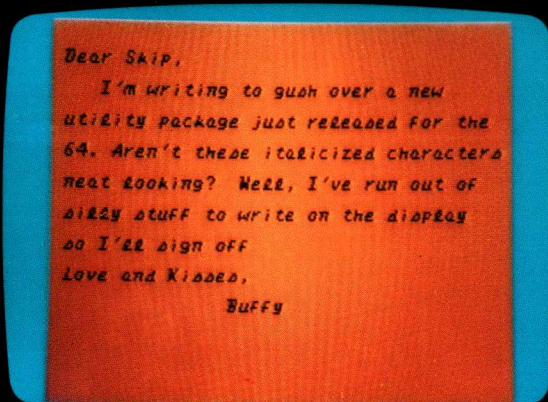 Dear Skip,
I'm writing to gush over a new
utility package just released for the
64. Aren't these italicized characters
neat looking? Well, I've run out of
silly stuff to write on the display
so I'll sign off
Love and Kisses,
Buffy